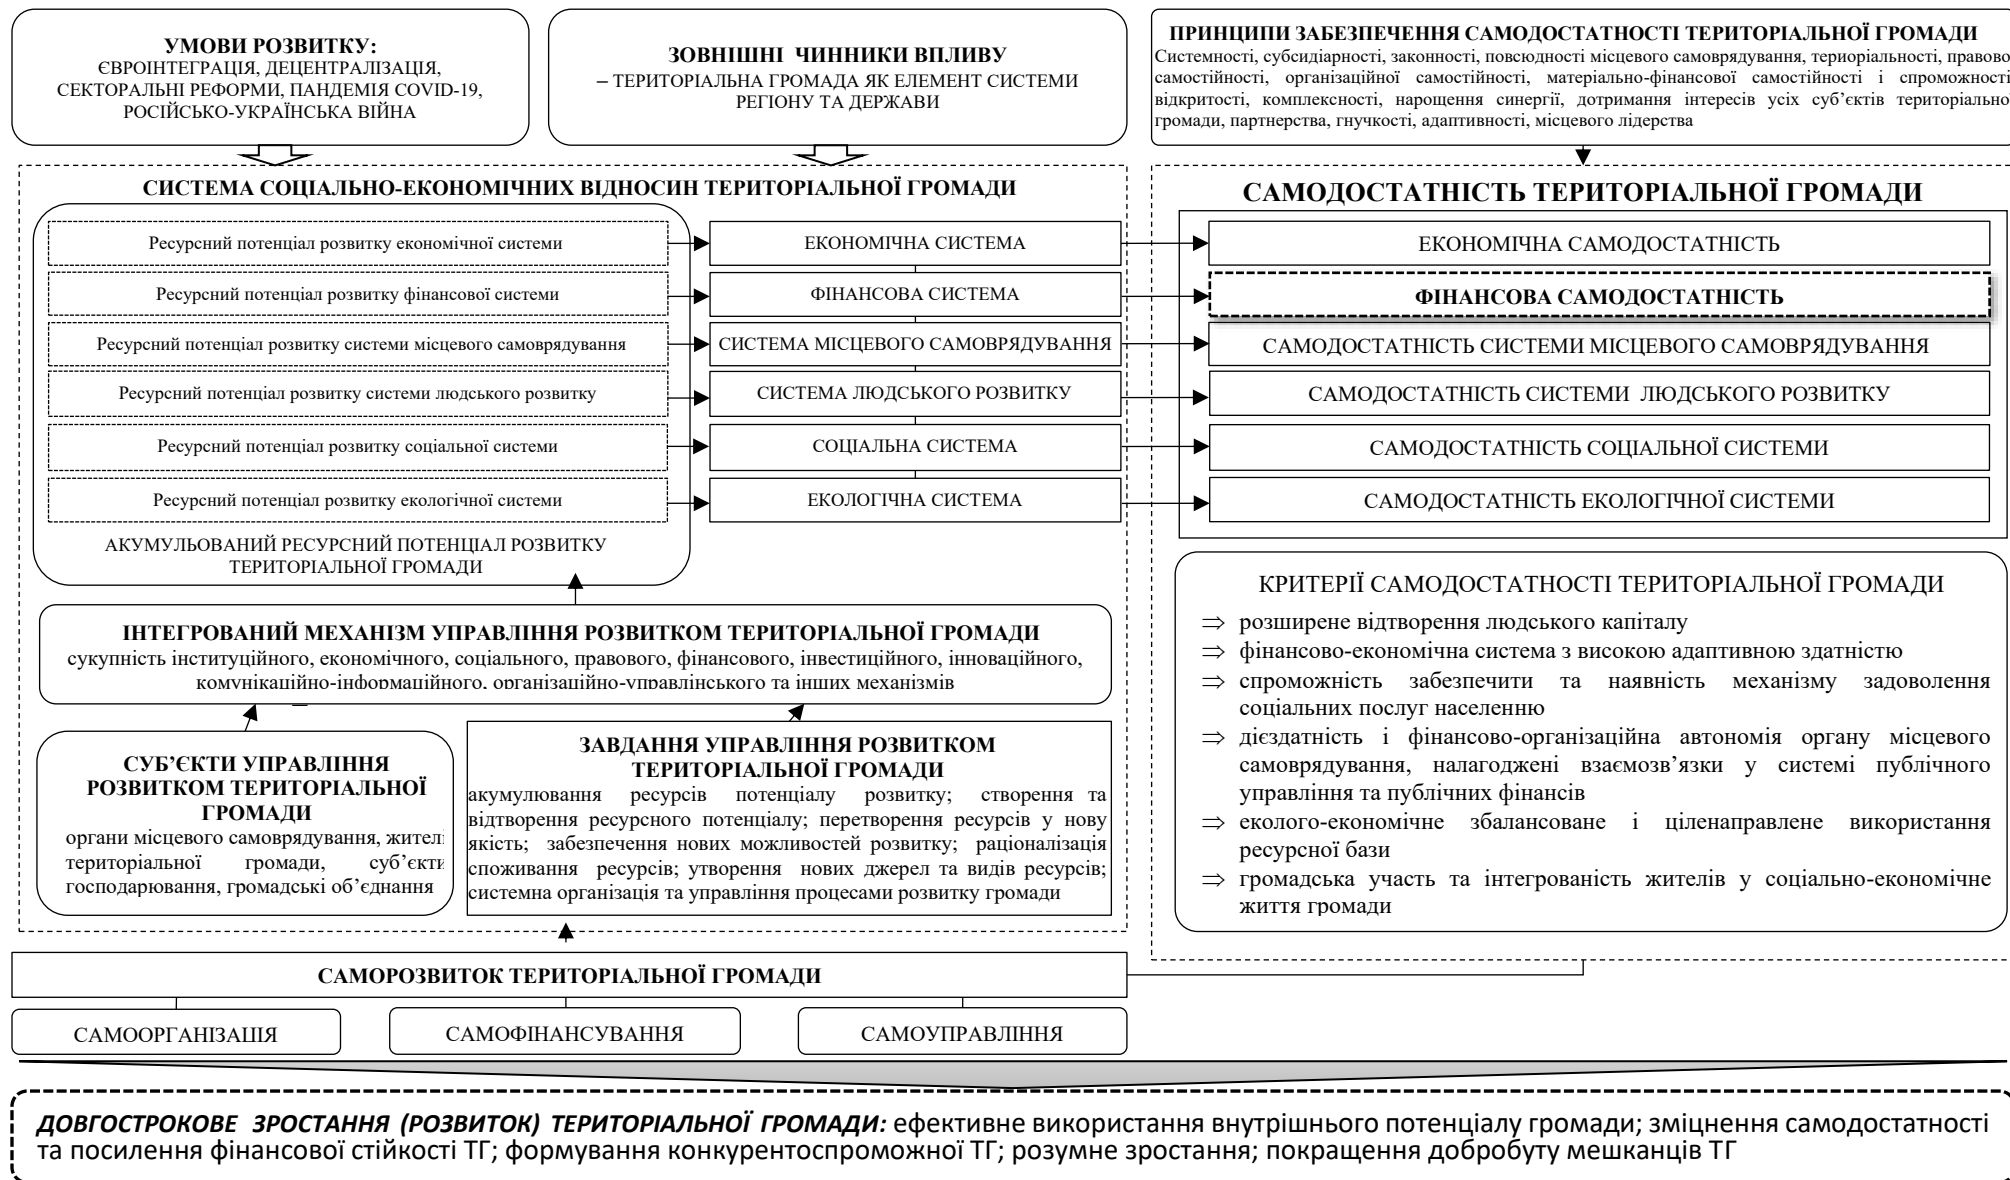 УМОВИ РОЗВИТКУ:
ЄВРОІНТЕГРАЦІЯ, ДЕЦЕНТРАЛІЗАЦІЯ,
СЕКТОРАЛЬНІ РЕФОРМИ, ПАНДЕМІЯ COVID-19,
РОСІЙСЬКО-УКРАЇНСЬКА ВІЙНА
ЗОВНІШНІ ЧИННИКИ ВПЛИВУ
– ТЕРИТОРІАЛЬНА ГРОМАДА ЯК ЕЛЕМЕНТ СИСТЕМИ
РЕГІОНУ ТА ДЕРЖАВИ
ПРИНЦИПИ ЗАБЕЗПЕЧЕННЯ САМОДОСТАТНОСТІ ТЕРИТОРІАЛЬНОЇ ГРОМАДИ
Системності, субсидіарності, законності, повсюдності місцевого самоврядування, териоріальності, правово
самостійності, організаційної самостійності, матеріально-фінансової самостійності і спроможності
відкритості, комплексності, нарощення синергії, дотримання інтересів усіх суб’єктів територіально
громади, партнерства, гнучкості, адаптивності, місцевого лідерства
СИСТЕМА СОЦІАЛЬНО-ЕКОНОМІЧНИХ ВІДНОСИН ТЕРИТОРІАЛЬНОЇ ГРОМАДИ
Ресурсний потенціал розвитку економічної системи
Ресурсний потенціал розвитку фінансової системи
Ресурсний потенціал розвитку системи місцевого самоврядування
Ресурсний потенціал розвитку системи людського розвитку
Ресурсний потенціал розвитку соціальної системи
Ресурсний потенціал розвитку екологічної системи
АКУМУЛЬОВАНИЙ РЕСУРСНИЙ ПОТЕНЦІАЛ РОЗВИТКУ
ТЕРИТОРІАЛЬНОЇ ГРОМАДИ
ЕКОНОМІЧНА СИСТЕМА
ФІНАНСОВА СИСТЕМА
СИСТЕМА МІСЦЕВОГО САМОВРЯДУВАННЯ
СИСТЕМА ЛЮДСЬКОГО РОЗВИТКУ
СОЦІАЛЬНА СИСТЕМА
ЕКОЛОГІЧНА СИСТЕМА
САМОДОСТАТНІСТЬ ТЕРИТОРІАЛЬНОЇ ГРОМАДИ
ЕКОНОМІЧНА САМОДОСТАТНІСТЬ
ФІНАНСОВА САМОДОСТАТНІСТЬ
САМОДОСТАТНІСТЬ СИСТЕМИ МІСЦЕВОГО САМОВРЯДУВАННЯ
САМОДОСТАТНІСТЬ СИСТЕМИ ЛЮДСЬКОГО РОЗВИТКУ
САМОДОСТАТНІСТЬ СОЦІАЛЬНОЇ СИСТЕМИ
САМОДОСТАТНІСТЬ ЕКОЛОГІЧНОЇ СИСТЕМИ
ІНТЕГРОВАНИЙ МЕХАНІЗМ УПРАВЛІННЯ РОЗВИТКОМ ТЕРИТОРІАЛЬНОЇ ГРОМАДИ
сукупність інституційного, економічного, соціального, правового, фінансового, інвестиційного, інноваційного,
комунікаційно-інформаційного, організаційно-управлінського та інших механізмів
СУБ’ЄКТИ УПРАВЛІННЯ
РОЗВИТКОМ ТЕРИТОРІАЛЬНОЇ
ГРОМАДИ
органи місцевого самоврядування, жителі
територіальної громади, суб’єкти
господарювання, громадські об’єднання
ЗАВДАННЯ УПРАВЛІННЯ РОЗВИТКОМ
ТЕРИТОРІАЛЬНОЇ ГРОМАДИ
акумулювання ресурсів потенціалу розвитку; створення та
відтворення ресурсного потенціалу; перетворення ресурсів у нову
якість; забезпечення нових можливостей розвитку; раціоналізація
споживання ресурсів; утворення нових джерел та видів ресурсів;
системна організація та управління процесами розвитку громади
КРИТЕРІЇ САМОДОСТАТНОСТІ ТЕРИТОРІАЛЬНОЇ ГРОМАДИ
⇒ розширене відтворення людського капіталу
⇒ фінансово-економічна система з високою адаптивною здатністю
⇒ спроможність забезпечити та наявність механізму задоволення
соціальних послуг населенню
⇒ дієздатність і фінансово-організаційна автономія органу місцевого
самоврядування, налагоджені взаємозв’язки у системі публічного
управління та публічних фінансів
⇒ еколого-економічне збалансоване і ціленаправлене використання
ресурсної бази
⇒ громадська участь та інтегрованість жителів у соціально-економічне
життя громади
САМОРОЗВИТОК ТЕРИТОРІАЛЬНОЇ ГРОМАДИ
САМООРГАНІЗАЦІЯ
САМОФІНАНСУВАННЯ
САМОУПРАВЛІННЯ
ДОВГОСТРОКОВЕ ЗРОСТАННЯ (РОЗВИТОК) ТЕРИТОРІАЛЬНОЇ ГРОМАДИ: ефективне використання внутрішнього потенціалу громади; зміцнення самодостатності
та посилення фінансової стійкості ТГ; формування конкурентоспроможної ТГ; розумне зростання; покращення добробуту мешканців ТГ